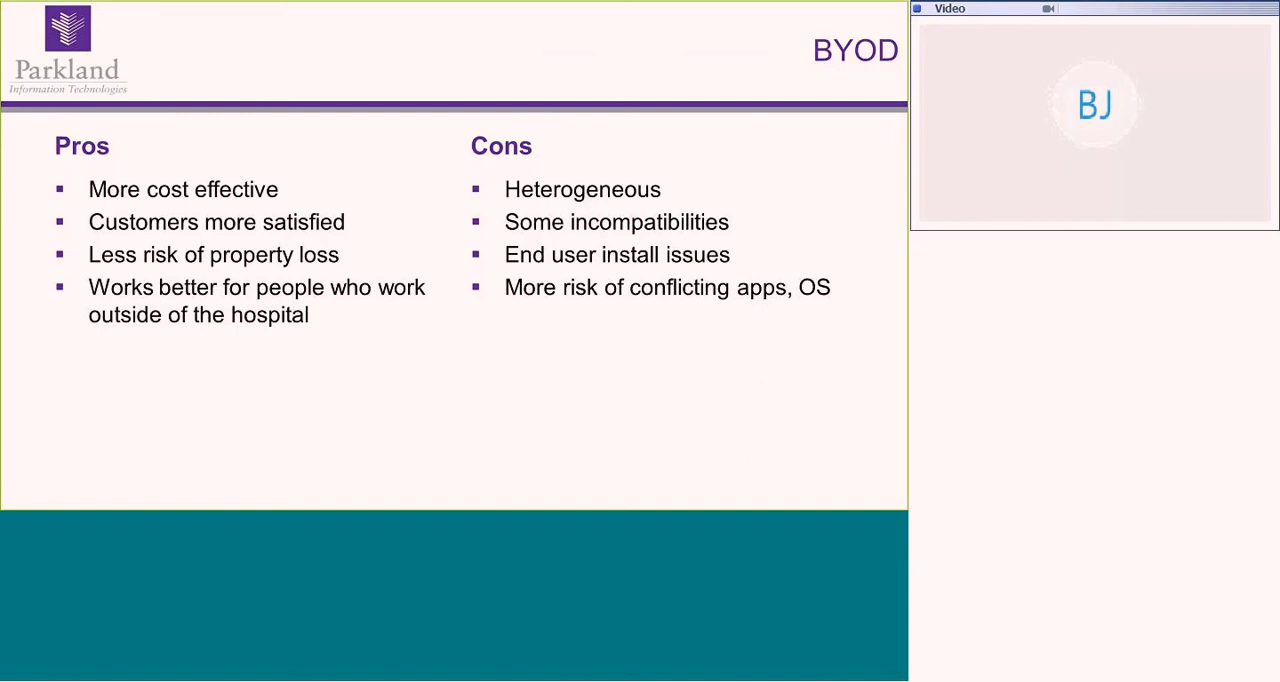 Parkland
Information Technologies
BYOD
Pros
▪ More cost effective
▪ Customers more satisfied
▪ Less risk of property loss
▪ Works better for people who work
outside of the hospital
Cons
▪ Heterogeneous
▪ Some incompatibilities
▪ End user install issues
▪ More risk of conflicting apps, OS
Video
BJ